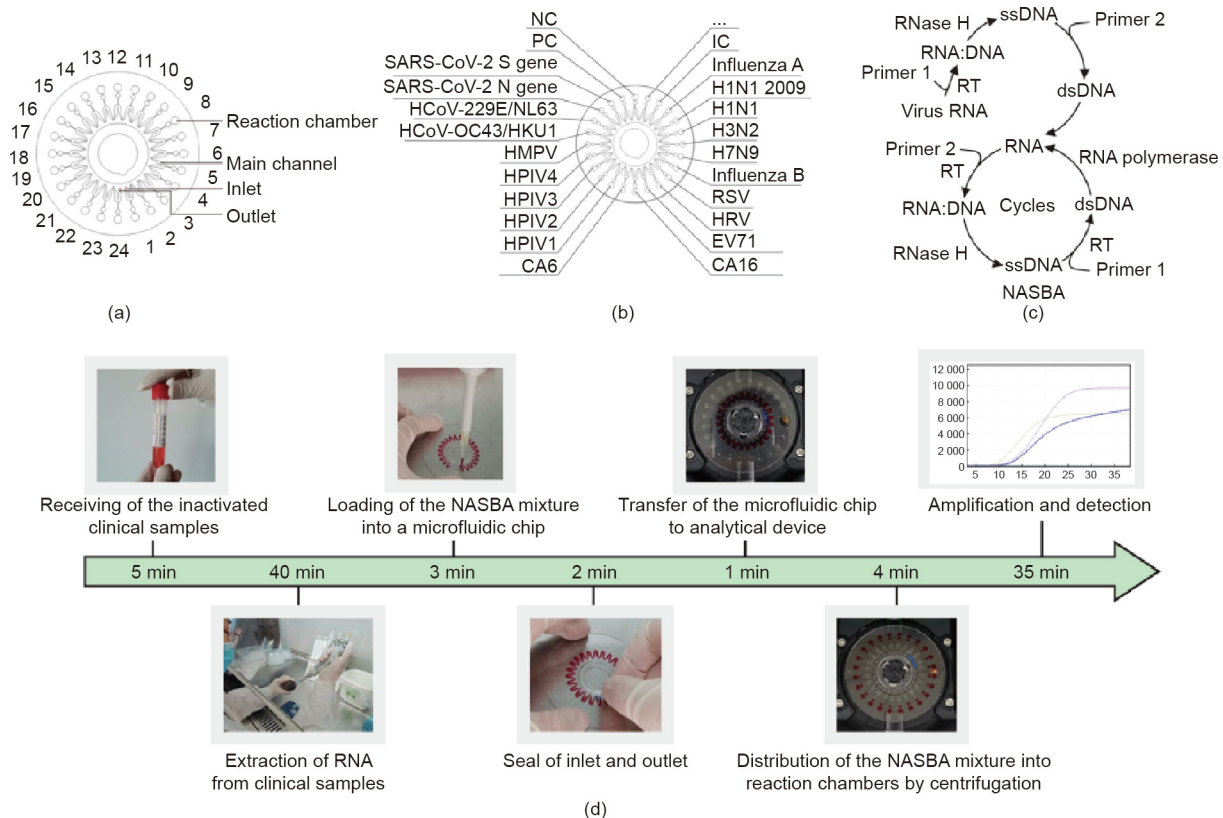 12
13
11
14
10
15
9
16
8
17
7
18
6
19
5
20
4
21
3
22
2
23
24
1
Reaction chamber
Main channel
Inlet
Outlet
(a)
NC
PC
SARS-CoV-2 S gene
SARS-CoV-2 N gene
HCoV-229E/NL63
HCoV-OC43/HKU1
HMPV
HPIV4
HPIV3
HPIV2
HPIV1
CA6
...
IC
Influenza A
H1N1 2009
H1N1
H3N2
H7N9
Influenza B
RSV
HRV
EV71
CA16
(b)
RNase H
ssDNA
Primer 2
RNA:DNA
Primer 1
RT
Virus RNA
dsDNA
RNA
Primer 2
RT
RNA polymerase
RNA:DNA
Cycles
dsDNA
RNase H
RT
ssDNA
Primer 1
NASBA
(c)
12 000
10 000
8 000
6 000
4 000
2 000
0
5 10 15 20 25 30 35
Receiving of the inactivated
clinical samples
Loading of the NASBA mixture
into a microfluidic chip
Transfer of the microfluidic chip
to analytical device
Amplification and detection
5 min
40 min
3 min
2 min
1 min
4 min
35 min
Extraction of RNA
from clinical samples
Seal of inlet and outlet
Distribution of the NASBA mixture into
reaction chambers by centrifugation
(d)